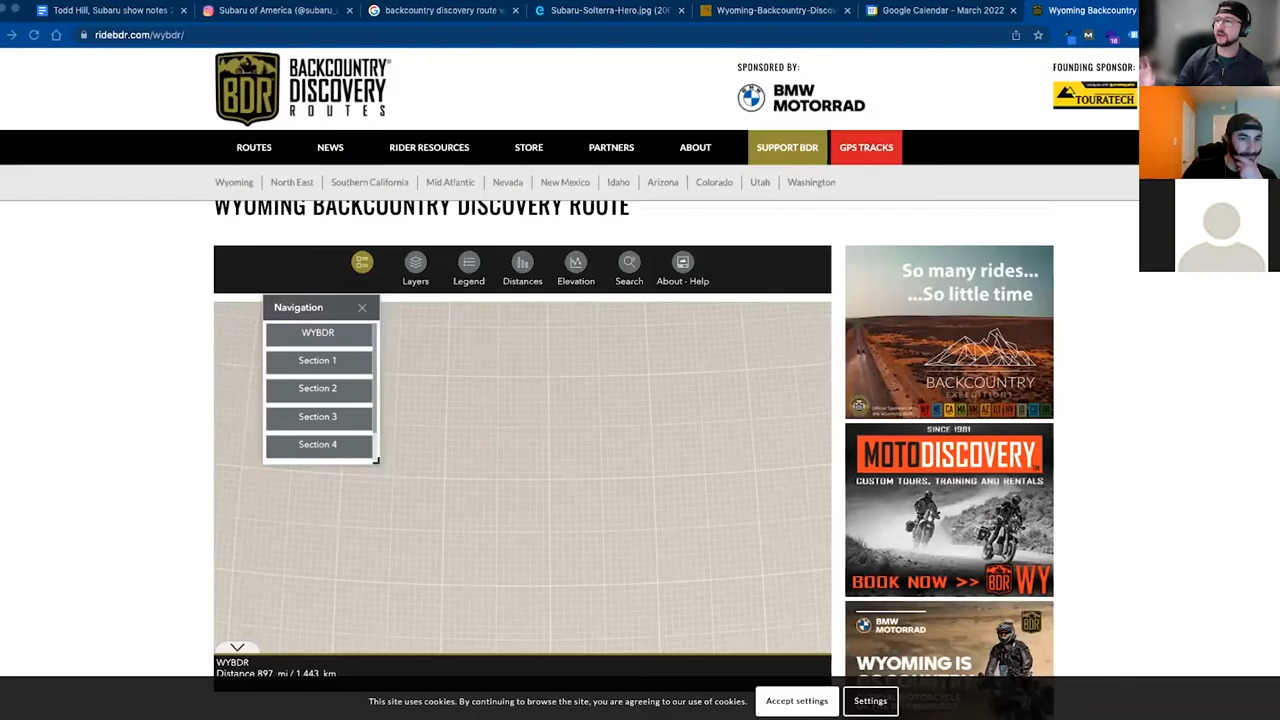 Todd Hill, Subaru show notes 2
Subaru of America (@subaru_u
backcountry discovery route w
Subaru-Solterra-Hero.jpg (200
Wyoming-Backcountry-Disco
Google Calendar - March 2022
Wyoming Backcountry
ridebdr.com/wybdr/
16
BDR
BACKCOUNTRY
DISCOVERY
ROUTES
SPONSORED BY:
BMW
MOTORRAD
FOUNDING SPONSOR:
TOURATECH
ROUTES NEWS RIDER RESOURCES STORE PARTNERS ABOUT SUPPORT BDR GPS TRACKS
Wyoming | North East | Southern California | Mid Atlantic | Nevada | New Mexico | Idaho | Arizona | Colorado | Utah | Washington
WYOMING BACKCOUNTRY DISCOVERY ROUTE
Layers Legend Distances Elevation Search About - Help
Navigation
WYBDR
Section 1
Section 2
Section 3
Section 4
WYBDR
Distance 897 mi / 1,443 km
So many rides...
...So little time
BACKCOUNTRY
EXPEDITIONS
SINCE 1981
MOTODISCOVERY
CUSTOM TOURS, TRAINING AND RENTALS
BOOK NOW >> BDR WY
BMW
MOTORRAD
WYOMING IS
This site uses cookies. By continuing to browse the site, you are agreeing to our use of cookies.
Accept settings
Settings